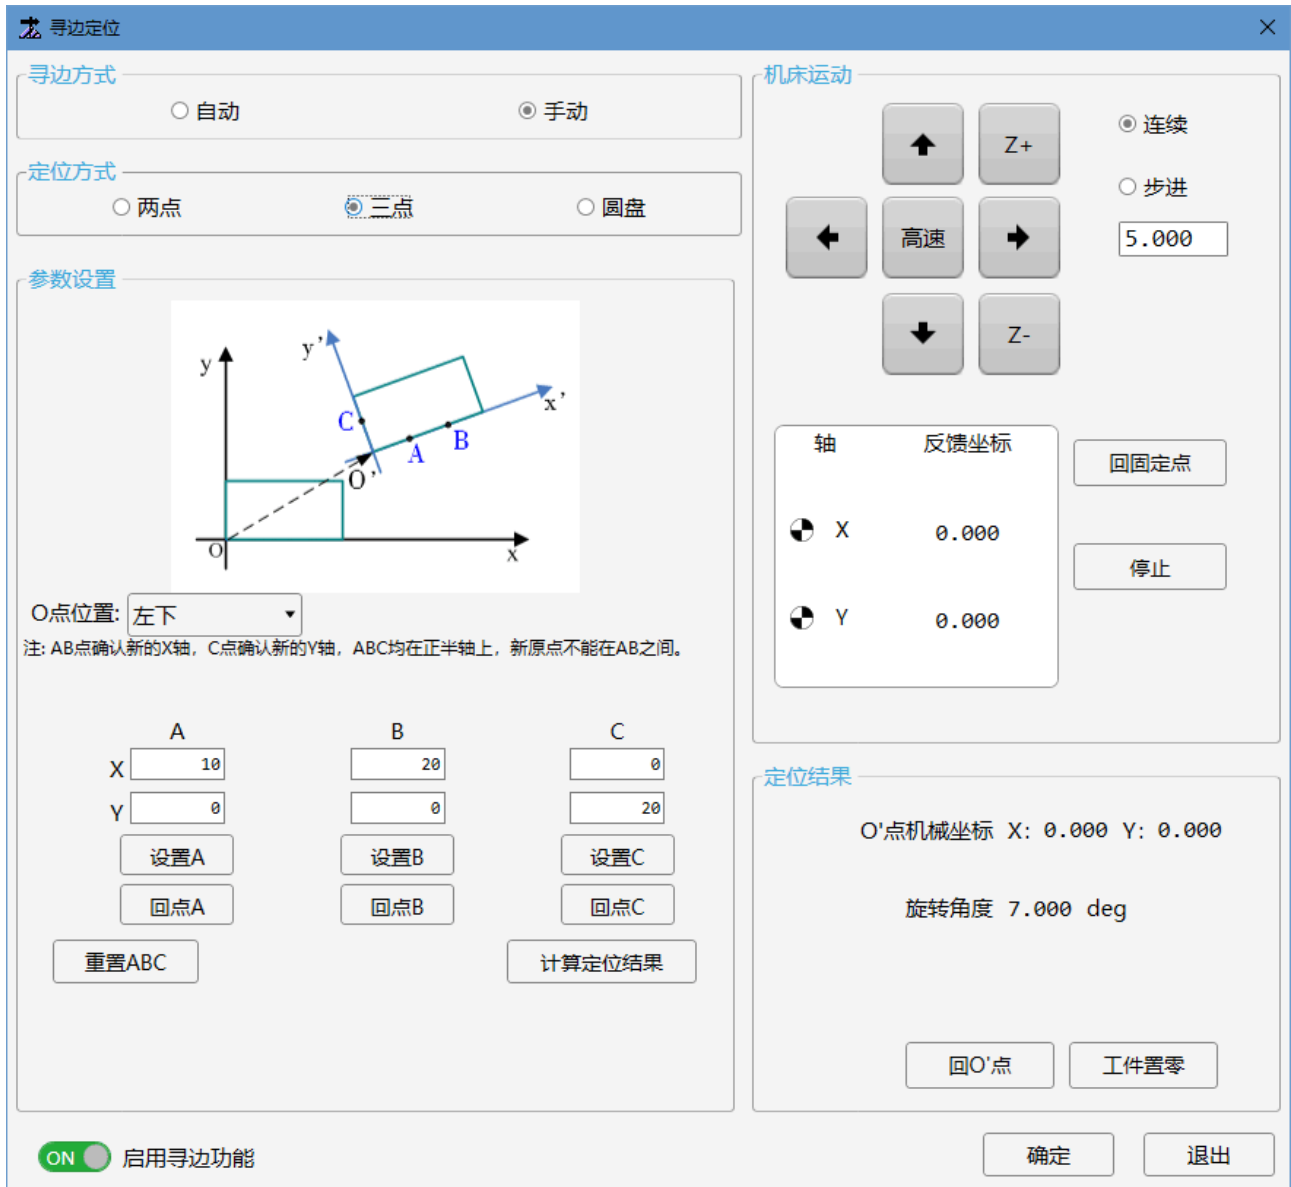 寻边定位
寻边方式
自动 手动
定位方式
两点 三点 圆盘
参数设置
y y' x'
C A B
O'
O x
O点位置: 左下
注: AB点确认新的X轴, C点确认新的Y轴, ABC均在正半轴上, 新原点不能在AB之间。
A B C
X 10 20 0
Y 0 0 20
设置A 设置B 设置C
回点A 回点B 回点C
重置ABC 计算定位结果
机床运动
Z+ 连续
步进
高速 5.000
Z-
轴 反馈坐标 回固定点
X 0.000
停止
Y 0.000
定位结果
O'点机械坐标 X: 0.000 Y: 0.000
旋转角度 7.000 deg
回O'点 工件置零
ON 启用寻边功能 确定 退出